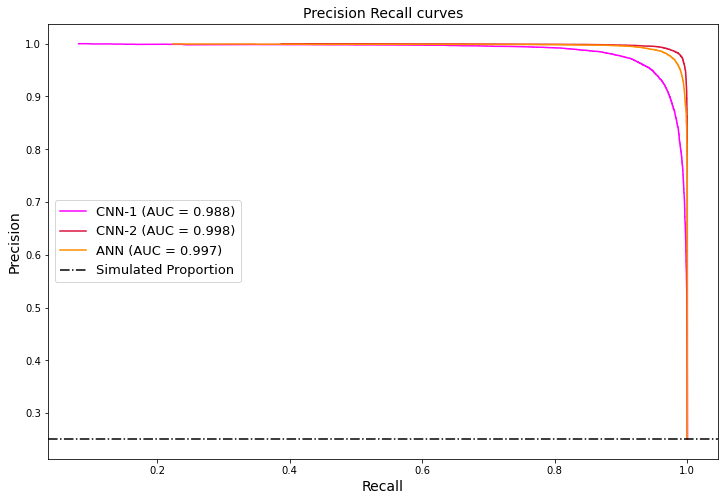 Precision Recall curves
Precision
1.0
0.9
0.8
0.7
0.6
0.5
0.4
0.3
CNN-1 (AUC = 0.988)
CNN-2 (AUC = 0.998)
ANN (AUC = 0.997)
Simulated Proportion
0.2
0.4
0.6
0.8
1.0
Recall